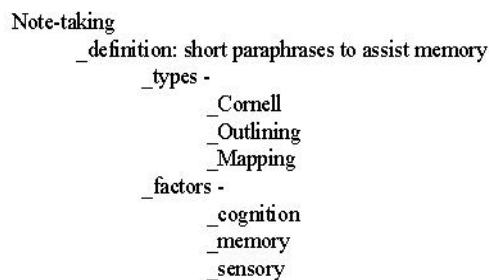 Note-taking
_definition: short paraphrases to assist memory
_types -
_Cornell
_Outlining
_Mapping
_factors -
_cognition
_memory
_sensory